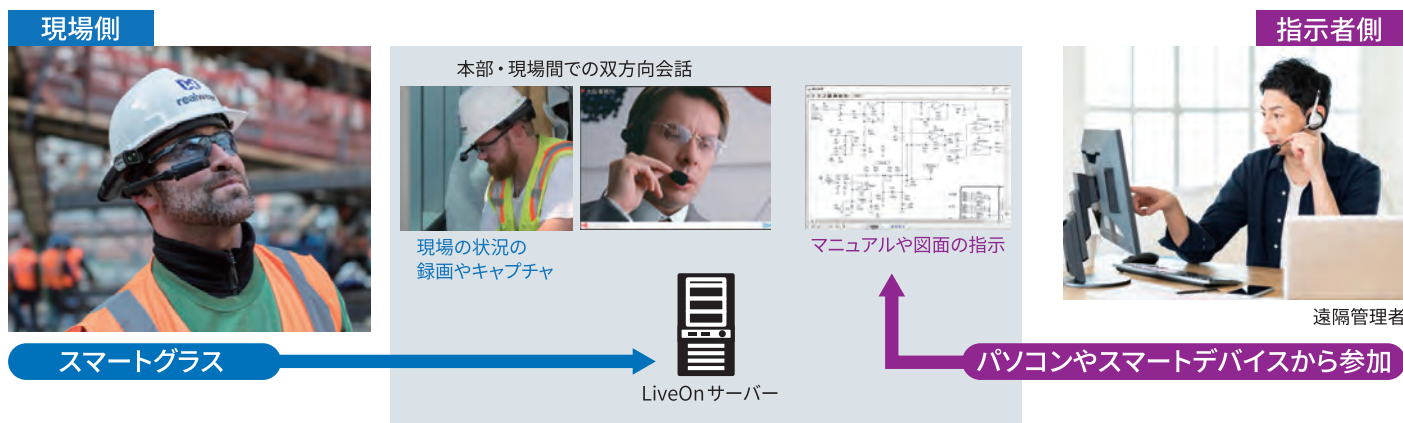 現場側
指示者側
本部・現場間での双方向会話
realwear
現場の状況の
録画やキャプチャ
マニュアルや図面の指示
遠隔管理者
スマートグラス
パソコンやスマートデバイスから参加
LiveOnサーバー